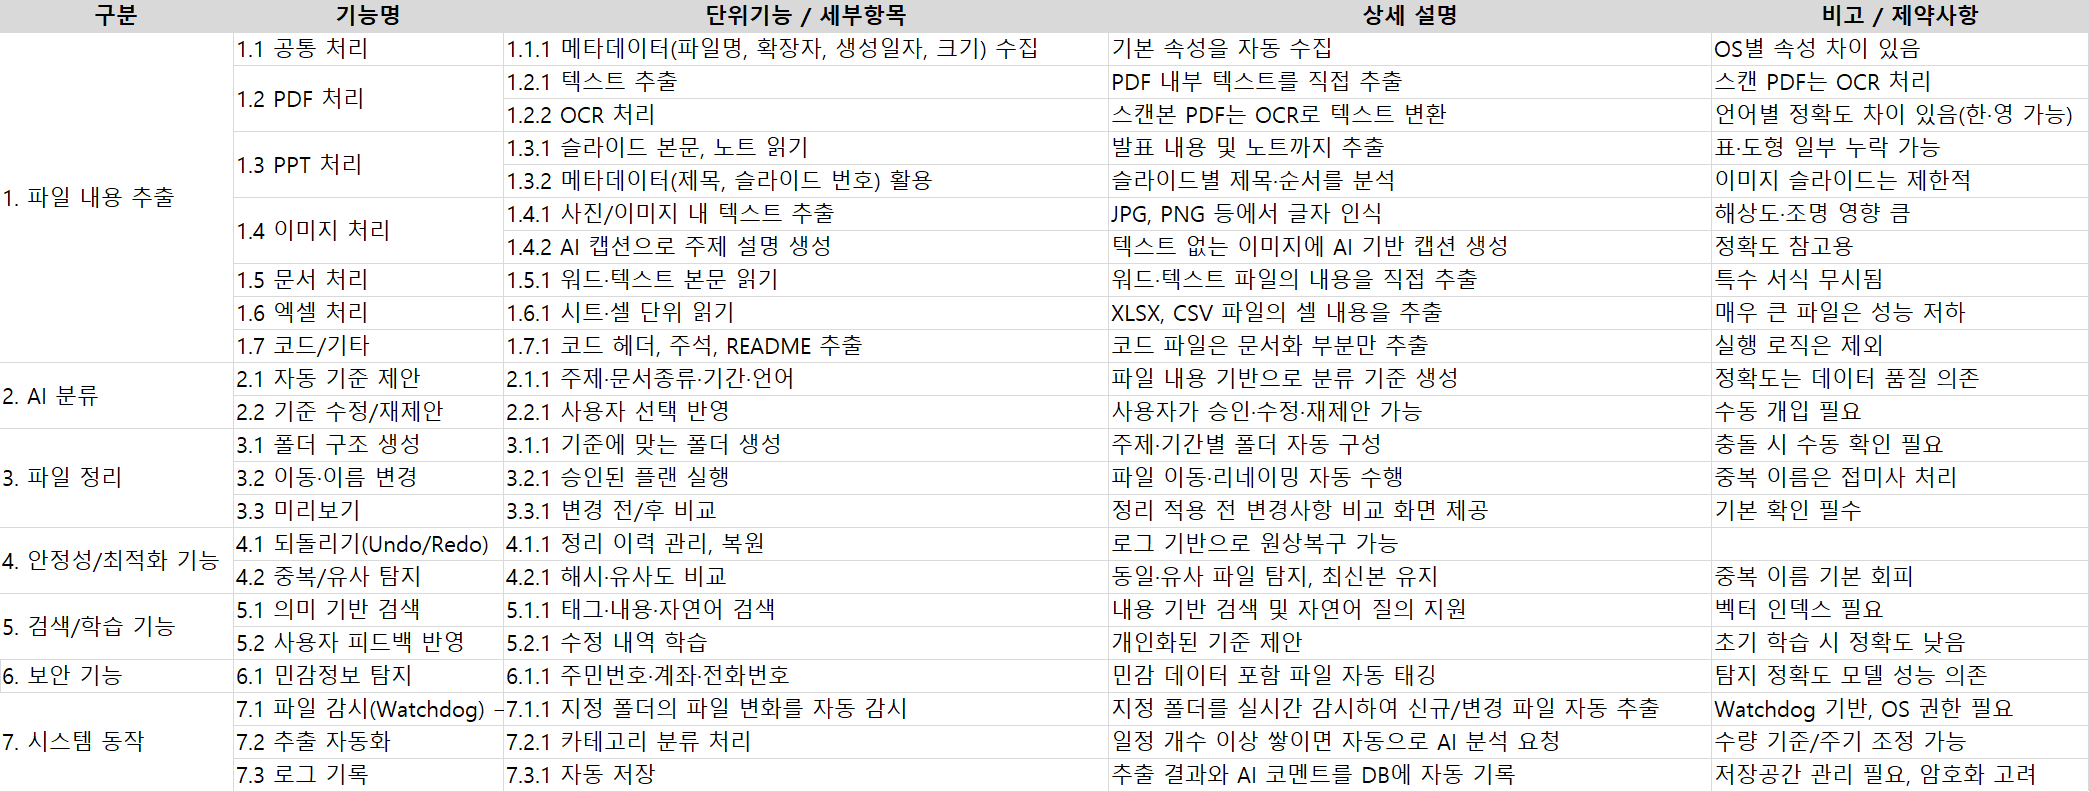 구분 기능명 단위기능 / 세부항목 상세 설명 비고 / 제약사항
1. 파일 내용 추출
1.1 공통 처리 1.1.1 메타데이터(파일명, 확장자, 생성일자, 크기) 수집 기본 속성을 자동 수집 OS별 속성 차이 있음
1.2 PDF 처리 1.2.1 텍스트 추출 PDF 내부 텍스트를 직접 추출 스캔 PDF는 OCR 처리
1.2.2 OCR 처리 스캔본 PDF는 OCR로 텍스트 변환 언어별 정확도 차이 있음(한·영 가능)
1.3 PPT 처리 1.3.1 슬라이드 본문, 노트 읽기 발표 내용 및 노트까지 추출 표·도형 일부 누락 가능
1.3.2 메타데이터(제목, 슬라이드 번호) 활용 슬라이드별 제목·순서를 분석 이미지 슬라이드는 제한적
1.4 이미지 처리 1.4.1 사진/이미지 내 텍스트 추출 JPG, PNG 등에서 글자 인식 해상도·조명 영향 큼
1.4.2 AI 캡션으로 주제 설명 생성 텍스트 없는 이미지에 AI 기반 캡션 생성 정확도 참고용
1.5 문서 처리 1.5.1 워드·텍스트 본문 읽기 워드·텍스트 파일의 내용을 직접 추출 특수 서식 무시됨
1.6 엑셀 처리 1.6.1 시트·셀 단위 읽기 XLSX, CSV 파일의 셀 내용을 추출 매우 큰 파일은 성능 저하
1.7 코드/기타 1.7.1 코드 헤더, 주석, README 추출 코드 파일은 문서화 부분만 추출 실행 로직은 제외
2. AI 분류
2.1 자동 기준 제안 2.1.1 주제·문서종류·기간·언어 파일 내용 기반으로 분류 기준 생성 정확도는 데이터 품질 의존
2.2 기준 수정/재제안 2.2.1 사용자 선택 반영 사용자가 승인·수정·재제안 가능 수동 개입 필요
3. 파일 정리
3.1 폴더 구조 생성 3.1.1 기준에 맞는 폴더 생성 주제·기간별 폴더 자동 구성 충돌 시 수동 확인 필요
3.2 이동·이름 변경 3.2.1 승인된 플랜 실행 파일 이동·리네이밍 자동 수행 중복 이름은 접미사 처리
3.3 미리보기 3.3.1 변경 전/후 비교 정리 적용 전 변경사항 비교 화면 제공 기본 확인 필수
4. 안정성/최적화 기능
4.1 되돌리기(Undo/Redo) 4.1.1 정리 이력 관리, 복원 로그 기반으로 원상복구 가능
4.2 중복/유사 탐지 4.2.1 해시·유사도 비교 동일·유사 파일 탐지, 최신본 유지 중복 이름 기본 회피
5. 검색/학습 기능
5.1 의미 기반 검색 5.1.1 태그·내용·자연어 검색 내용 기반 검색 및 자연어 질의 지원 벡터 인덱스 필요
5.2 사용자 피드백 반영 5.2.1 수정 내역 학습 개인화된 기준 제안 초기 학습 시 정확도 낮음
6. 보안 기능 6.1 민감정보 탐지 6.1.1 주민번호·계좌·전화번호 민감 데이터 포함 파일 자동 태깅 탐지 정확도 모델 성능 의존
7. 시스템 동작
7.1 파일 감시(Watchdog) – 7.1.1 지정 폴더의 파일 변화를 자동 감시 지정 폴더를 실시간 감시하여 신규/변경 파일 자동 추출 Watchdog 기반, OS 권한 필요
7.2 추출 자동화 7.2.1 카테고리 분류 처리 일정 개수 이상 쌓이면 자동으로 AI 분석 요청 수량 기준/주기 조정 가능
7.3 로그 기록 7.3.1 자동 저장 추출 결과와 AI 코멘트를 DB에 자동 기록 저장공간 관리 필요, 암호화 고려